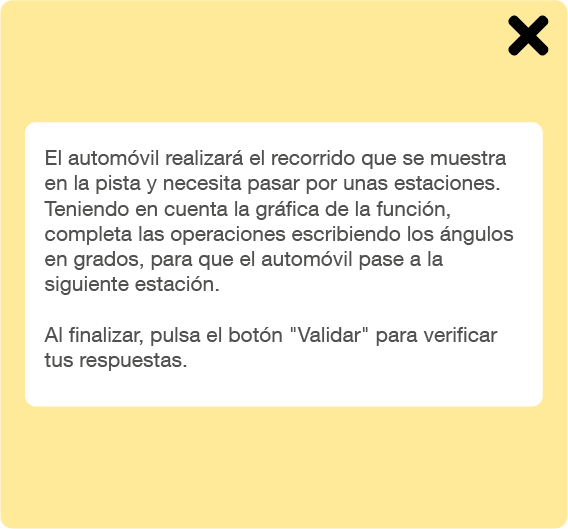 El automóvil realizará el recorrido que se muestra
en la pista y necesita pasar por unas estaciones.
Teniendo en cuenta la gráfica de la función,
completa las operaciones escribiendo los ángulos
en grados, para que el automóvil pase a la
siguiente estación.
Al finalizar, pulsa el botón "Validar" para verificar
tus respuestas.